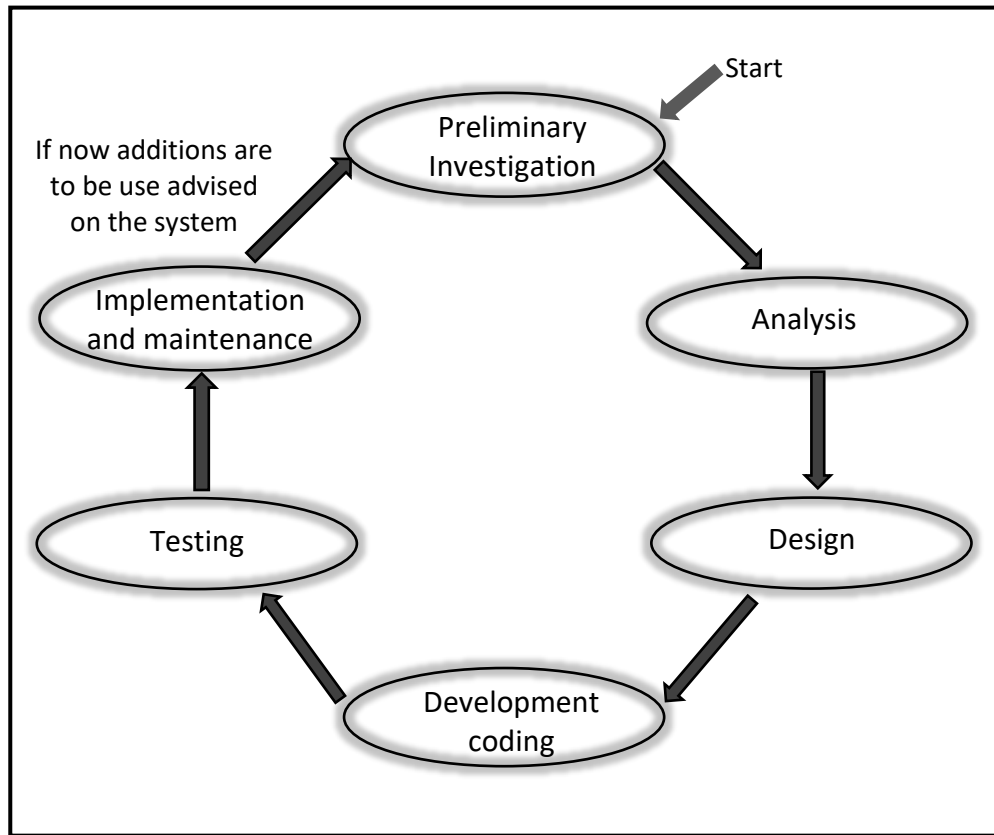 Start
Preliminary
Investigation
Analysis
Design
Development
coding
Testing
Implementation
and maintenance
If now additions are
to be use advised
on the system